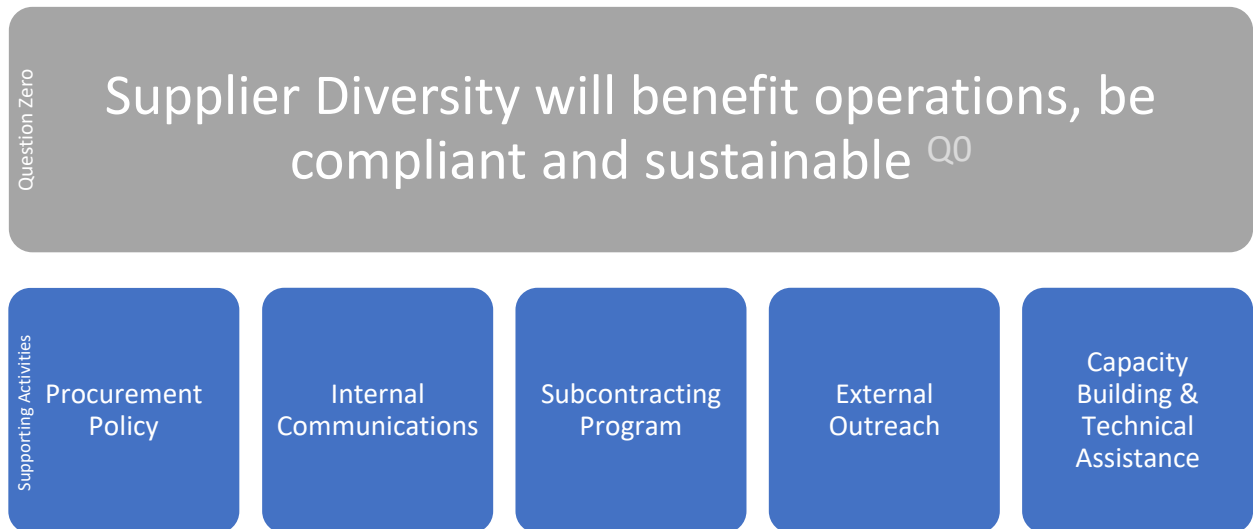 Question Zero
Supplier Diversity will benefit operations, be
compliant and sustainable Q0
Supporting Activities
Procurement
Policy
Internal
Communications
Subcontracting
Program
External
Outreach
Capacity
Building &
Technical
Assistance